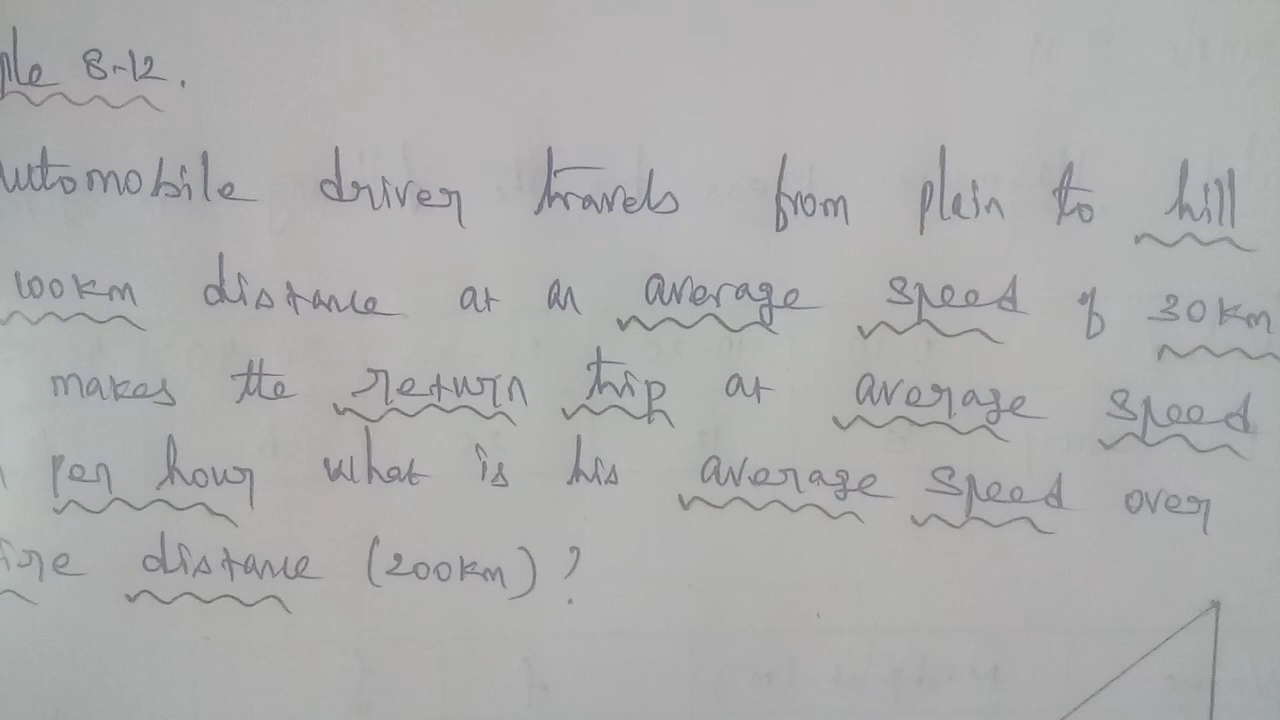 ple 8-12.
utomobile driver travels from plain to hill
100km distance at an average speed of 30km
makes the return trip at average speed
per hour what is his average speed over
ire distance (200km)?